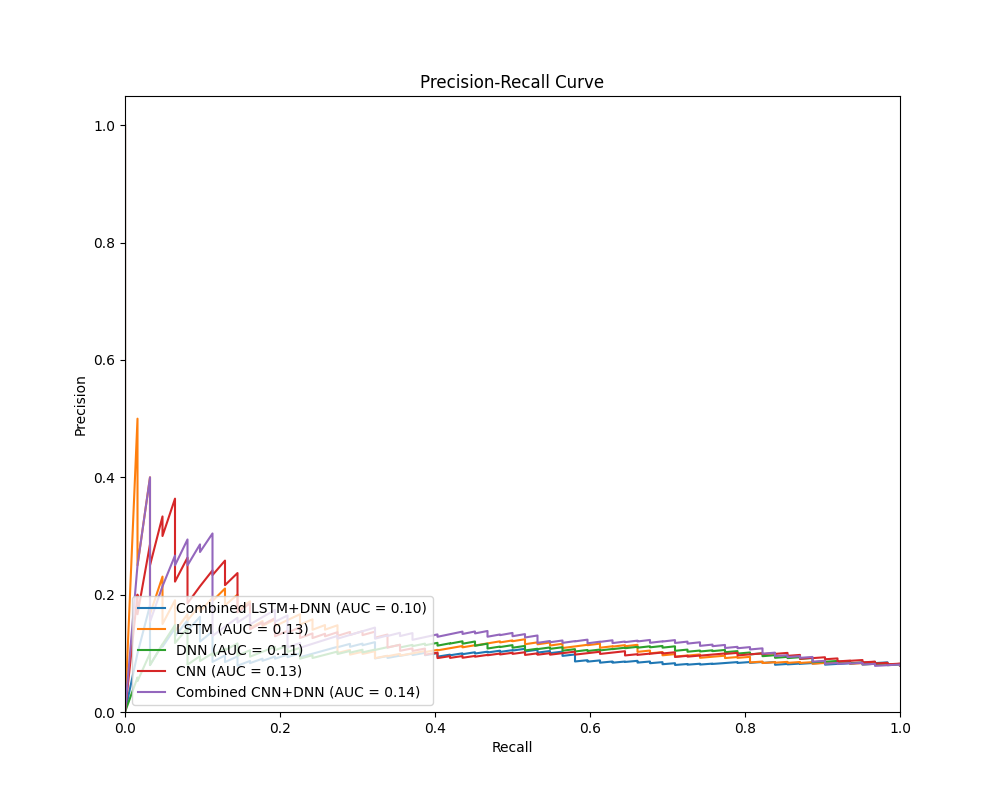 Precision-Recall Curve
Precision
1.0
0.8
0.6
0.4
0.2
0.0
Combined LSTM+DNN (AUC = 0.10)
LSTM (AUC = 0.13)
DNN (AUC = 0.11)
CNN (AUC = 0.13)
Combined CNN+DNN (AUC = 0.14)
0.0 0.2 0.4 0.6 0.8 1.0
Recall